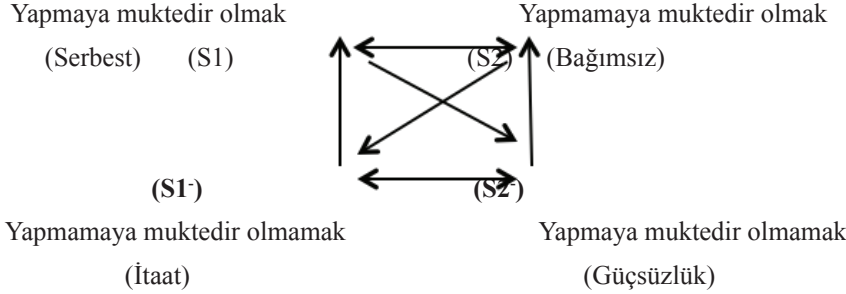 Yapmaya muktedir olmak Yapmamaya muktedir olmak
(Serbest) (S1) (S2) (Bağımsız)
(S1-) (S2-)
Yapmamaya muktedir olmamak Yapmaya muktedir olmamak
(İtaat) (Güçsüzlük)